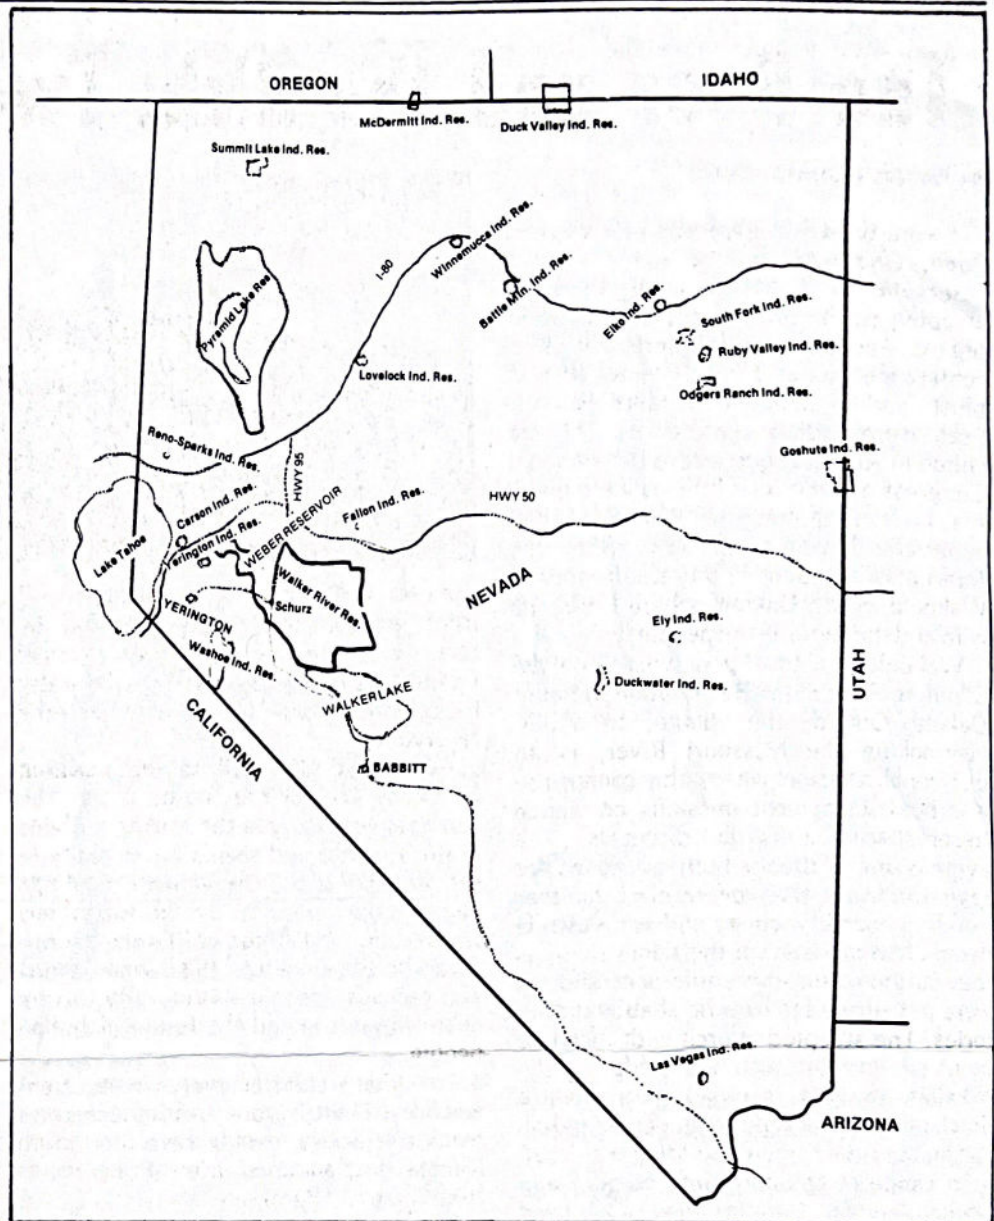 OREGON
IDAHO
McDermitt Ind. Res.
Duck Valley Ind. Res.
Summit Lake Ind. Res.
Winnemucca Ind. Res.
I-80
Battle Mtn. Ind. Res.
Pyramid Lake Res.
Elko Ind. Res.
South Fork Ind. Res.
Ruby Valley Ind. Res.
Lovelock Ind. Res.
Odgers Ranch Ind. Res.
Reno-Sparks Ind. Res.
Goshute Ind. Res.
HWY 95
Carson Ind. Res.
HWY 50
Fallon Ind. Res.
WEBER RESERVOIR
Lake Tahoe
Yerington Ind. Res.
NEVADA
Walker River Res.
Schurz
YERINGTON
Ely Ind. Res.
Washoe Ind. Res.
UTAH
Duckwater Ind. Res.
WALKER LAKE
CALIFORNIA
BABBITT
Las Vegas Ind. Res.
ARIZONA